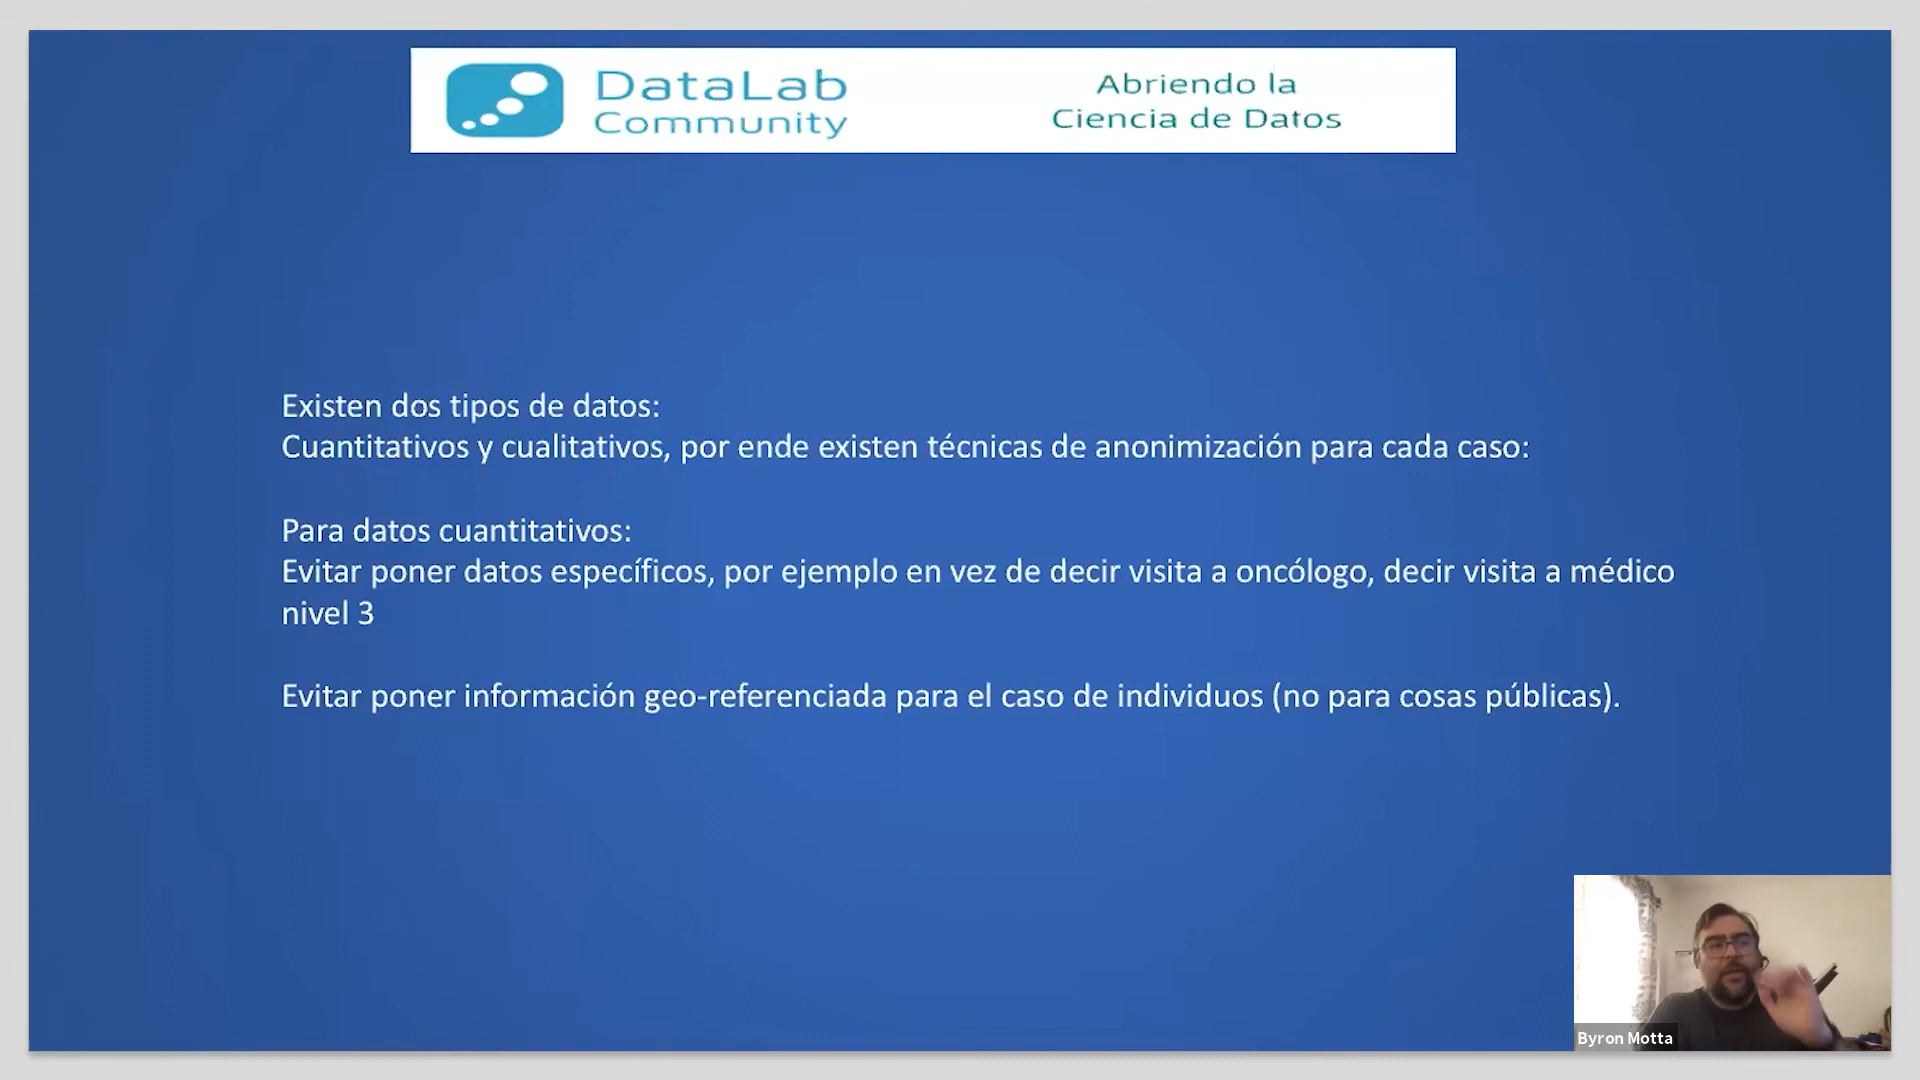 DataLab
Community
Abriendo la
Ciencia de Datos
Existen dos tipos de datos:
Cuantitativos y cualitativos, por ende existen técnicas de anonimización para cada caso:
Para datos cuantitativos:
Evitar poner datos específicos, por ejemplo en vez de decir visita a oncólogo, decir visita a médico
nivel 3
Evitar poner información geo-referenciada para el caso de individuos (no para cosas públicas).
Byron Motta